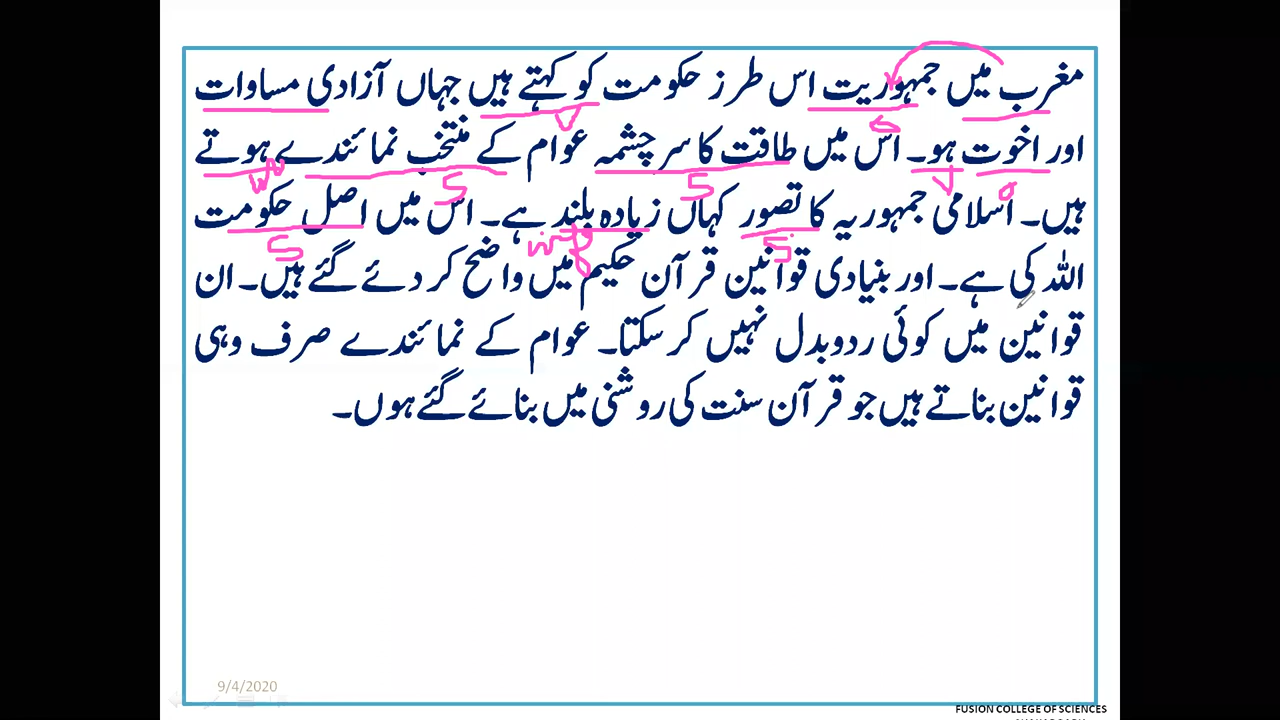 مغرب میں جمہوریت اس طرز حکومت کو کہتے ہیں جہاں آزادی مساوات
اور اخوت ہو۔ اس میں طاقت کا سرچشمہ عوام کے منتخب نمائندے ہوتے
ہیں۔ اسلامی جمہوریہ کا تصور کہاں زیادہ بلند ہے۔ اس میں اصل حکومت
اللہ کی ہے۔ اور بنیادی قوانین قرآن حکیم میں واضح کر دئے گئے ہیں۔ ان
قوانین میں کوئی ردوبدل نہیں کر سکتا۔ عوام کے نمائندے صرف وہی
قوانین بناتے ہیں جو قرآن سنت کی روشنی میں بنائے گئے ہوں۔
9/4/2020
FUSION COLLEGE OF SCIENCES